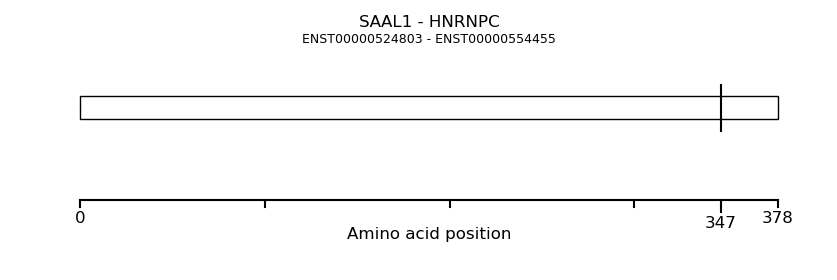 SAAL1 - HNRNPC
ENST00000524803 - ENST00000554455
0
347
378
Amino acid position